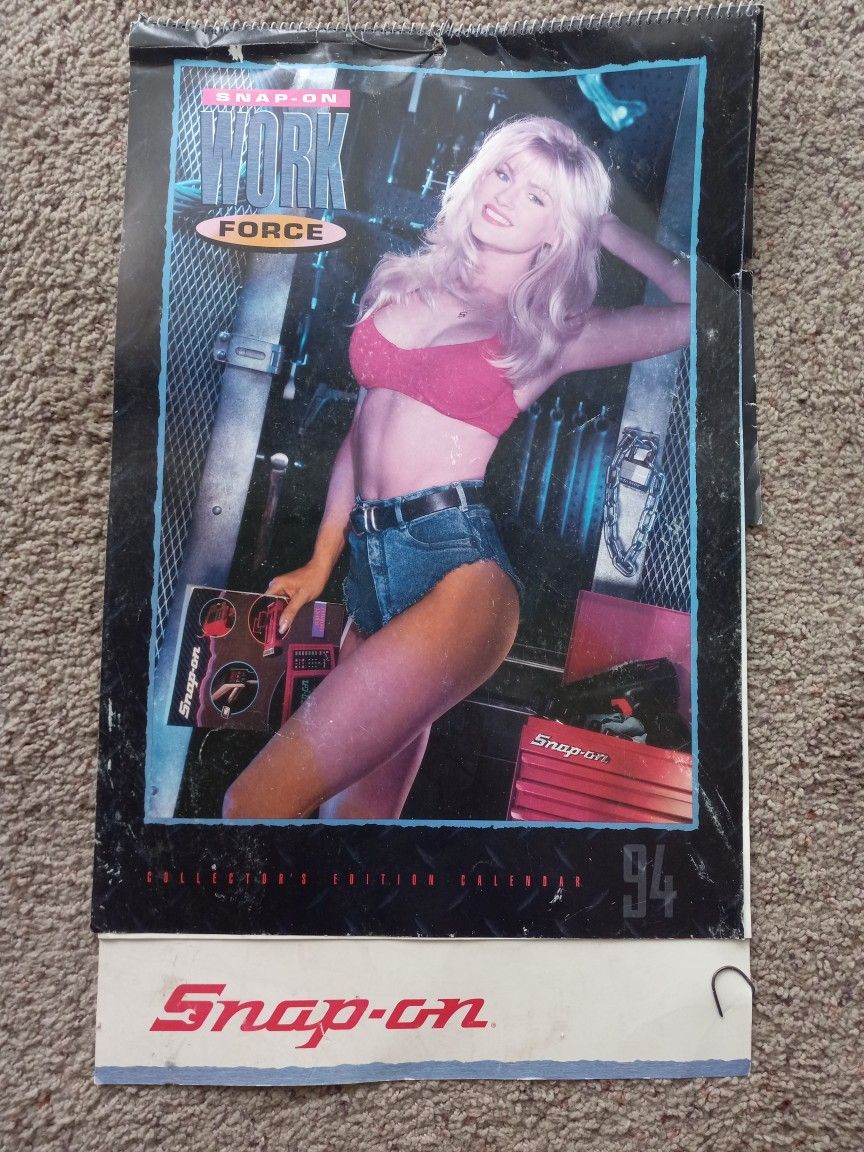 SNAP-ON
WORK
FORCE
Snap-on
Snap-on
COLLECTOR'S EDITION CALENDAR
94
Snap-on